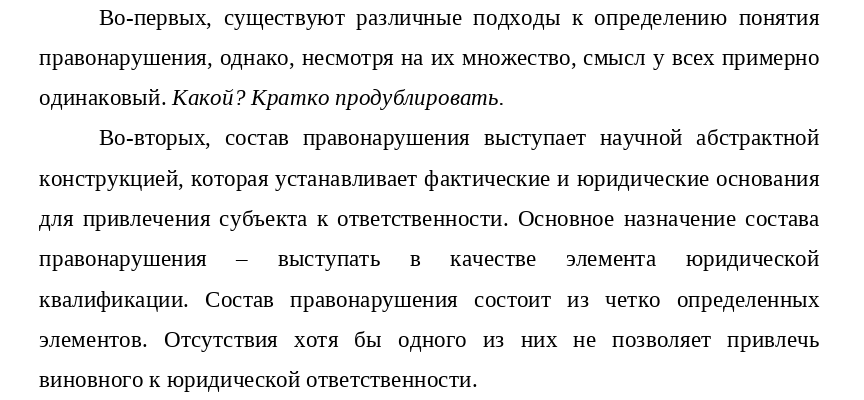 Во-первых, существуют различные подходы к определению понятия
правонарушения, однако, несмотря на их множество, смысл у всех примерно
одинаковый. Какой? Кратко продублировать.
Во-вторых, состав правонарушения выступает научной абстрактной
конструкцией, которая устанавливает фактические и юридические основания
для привлечения субъекта к ответственности. Основное назначение состава
правонарушения – выступать в качестве элемента юридической
квалификации. Состав правонарушения состоит из четко определенных
элементов. Отсутствия хотя бы одного из них не позволяет привлечь
виновного к юридической ответственности.